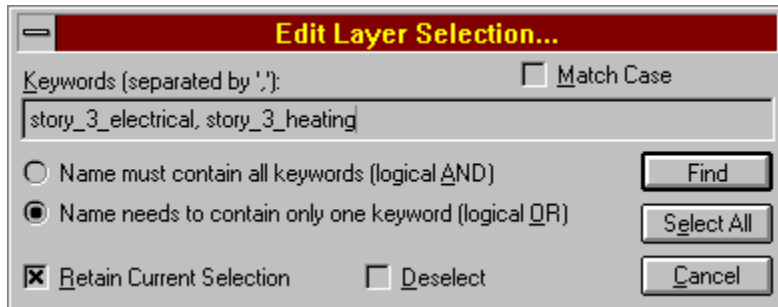 Edit Layer Selection...
Keywords (separated by ','):
Match Case
story_3_electrical, story_3_heating
Name must contain all keywords (logical AND)
Find
Name needs to contain only one keyword (logical OR)
Select All
Retain Current Selection
Deselect
Cancel